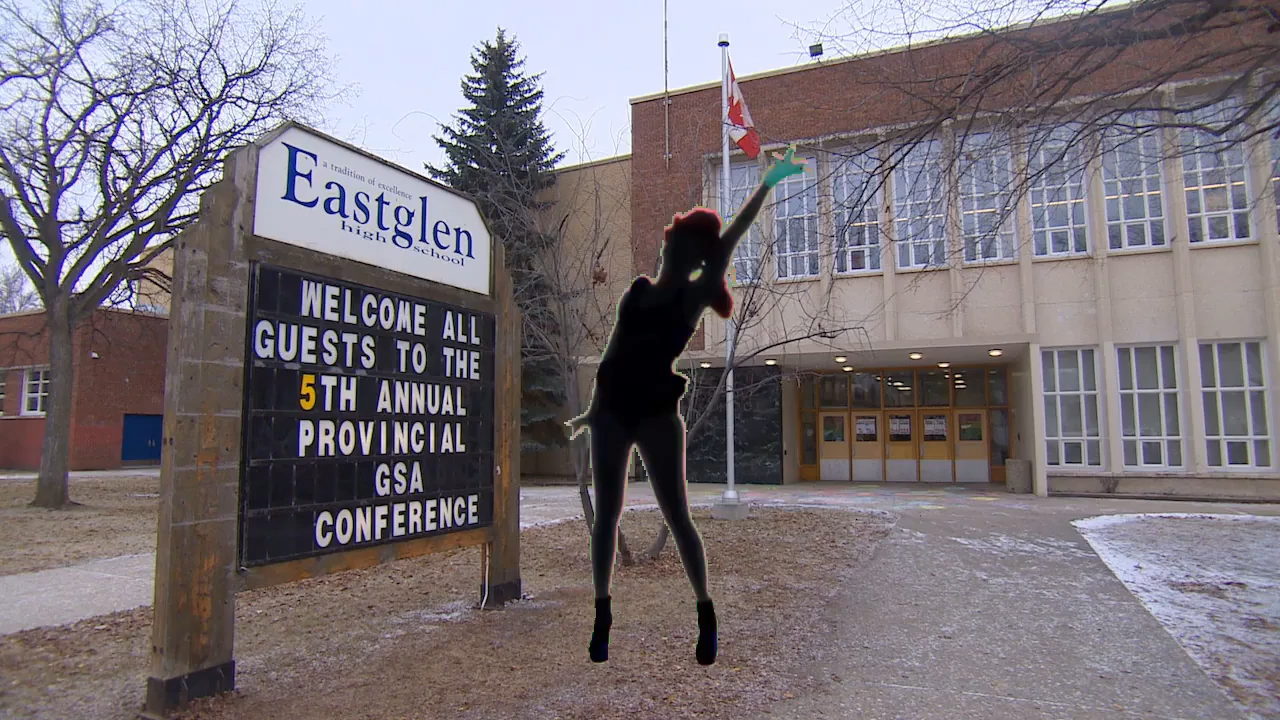 a tradition of excellence
Eastglen
high school
WELCOME ALL
GUESTS TO THE
5TH ANNUAL
PROVINCIAL
GSA
CONFERENCE